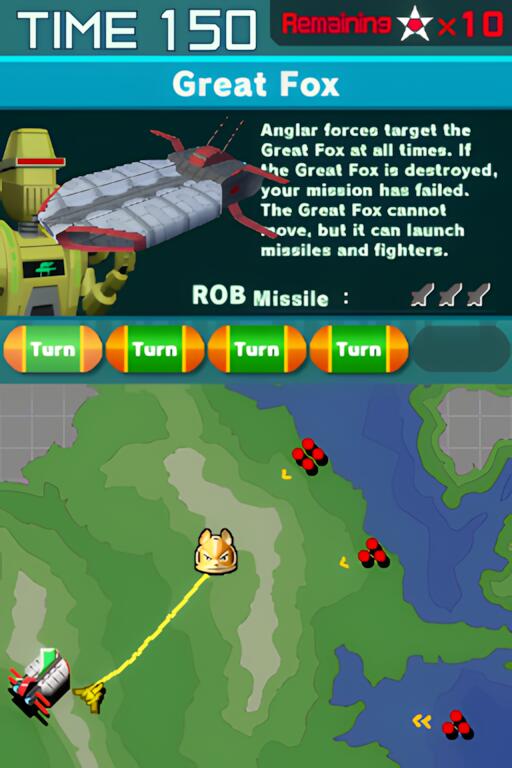 TIME 150
Remaining ×10
Great Fox
Anglar forces target the
Great Fox at all times. If
the Great Fox is destroyed,
your mission has failed.
The Great Fox cannot
move, but it can launch
missiles and fighters.
ROB Missile :
Turn Turn Turn Turn